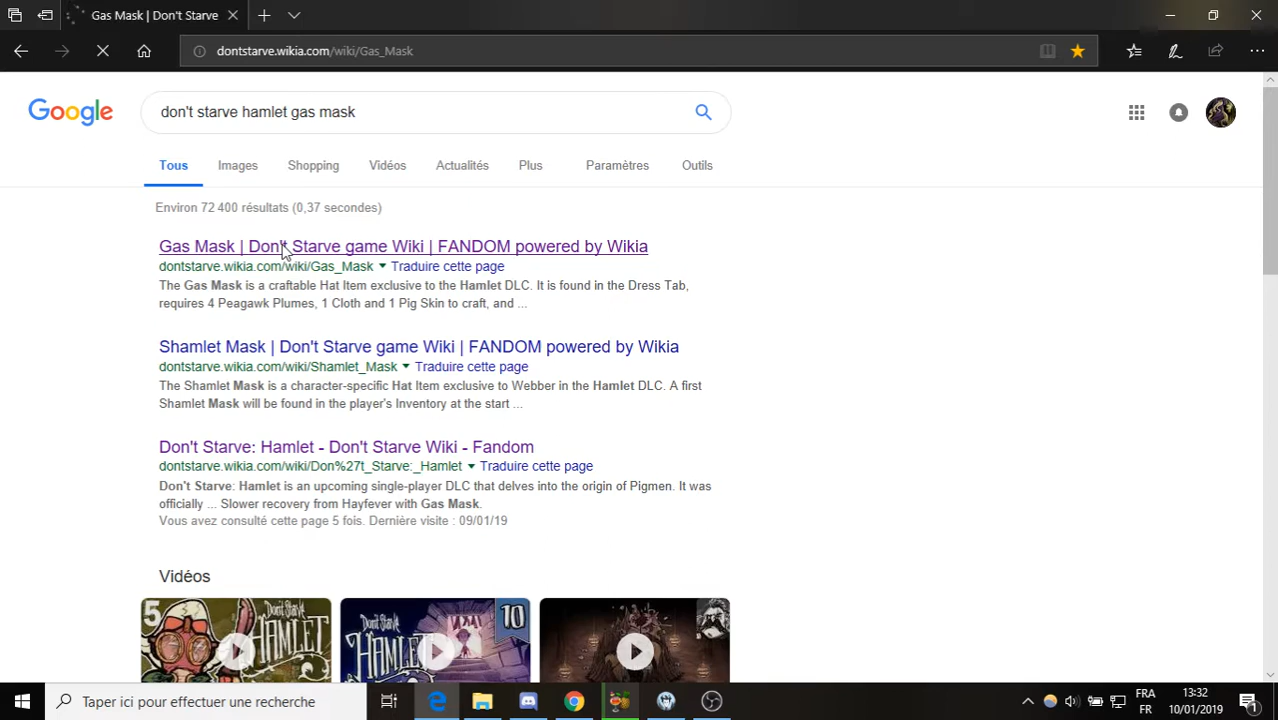 Gas Mask | Don't Starve
dontstarve.wikia.com/wiki/Gas_Mask
Google
don't starve hamlet gas mask
Tous Images Shopping Vidéos Actualités Plus Paramètres Outils
Environ 72 400 résultats (0,37 secondes)
Gas Mask | Don't Starve game Wiki | FANDOM powered by Wikia
dontstarve.wikia.com/wiki/Gas_Mask Traduire cette page
The Gas Mask is a craftable Hat Item exclusive to the Hamlet DLC. It is found in the Dress Tab,
requires 4 Peagawk Plumes, 1 Cloth and 1 Pig Skin to craft, and ...
Shamlet Mask | Don't Starve game Wiki | FANDOM powered by Wikia
dontstarve.wikia.com/wiki/Shamlet_Mask Traduire cette page
The Shamlet Mask is a character-specific Hat Item exclusive to Webber in the Hamlet DLC. A first
Shamlet Mask will be found in the player's Inventory at the start ...
Don't Starve: Hamlet - Don't Starve Wiki - Fandom
dontstarve.wikia.com/wiki/Don%27t_Starve:_Hamlet Traduire cette page
Don't Starve: Hamlet is an upcoming single-player DLC that delves into the origin of Pigmen. It was
officially ... Slower recovery from Hayfever with Gas Mask.
Vous avez consulté cette page 5 fois. Dernière visite : 09/01/19
Vidéos
5 Don't Starve HAMLET
Don't Starve HAMLET 10
Taper ici pour effectuer une recherche
FRA
FR
13:32
10/01/2019
1